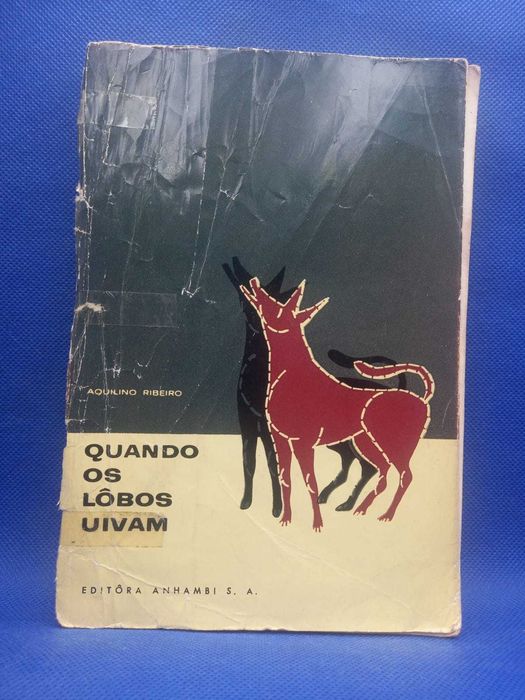 AQUILINO RIBEIRO
QUANDO
OS
LÔBOS
UIVAM
EDITÔRA ANHAMBI S. A.